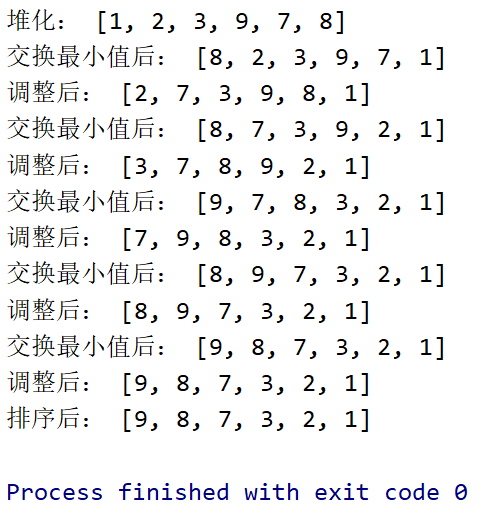 堆化： [1, 2, 3, 9, 7, 8]
交换最小值后： [8, 2, 3, 9, 7, 1]
调整后： [2, 7, 3, 9, 8, 1]
交换最小值后： [8, 7, 3, 9, 2, 1]
调整后： [3, 7, 8, 9, 2, 1]
交换最小值后： [9, 7, 8, 3, 2, 1]
调整后： [7, 9, 8, 3, 2, 1]
交换最小值后： [8, 9, 7, 3, 2, 1]
调整后： [8, 9, 7, 3, 2, 1]
交换最小值后： [9, 8, 7, 3, 2, 1]
调整后： [9, 8, 7, 3, 2, 1]
排序后： [9, 8, 7, 3, 2, 1]
Process finished with exit code 0